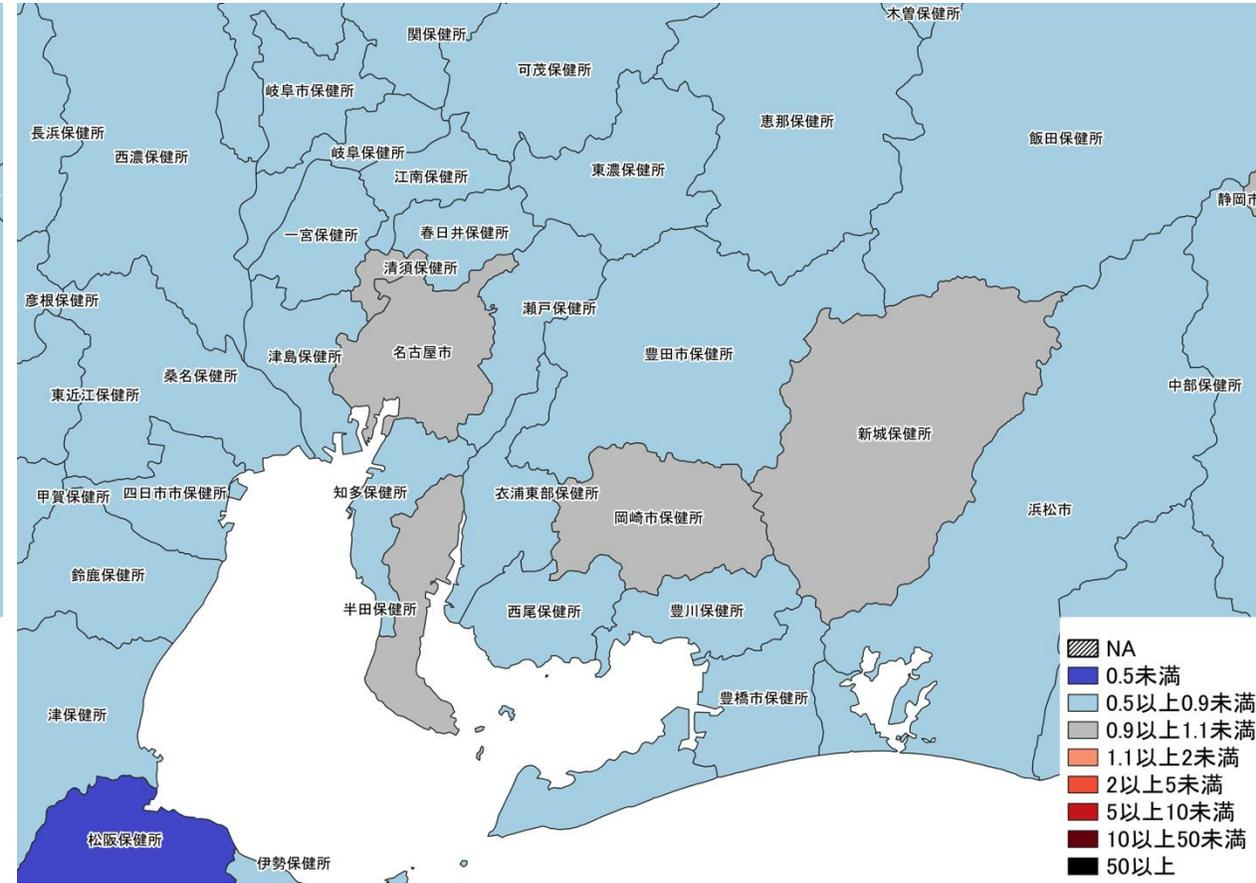 木曽保健所
関保健所
可茂保健所
岐阜市保健所
恵那保健所
長浜保健所
飯田保健所
西濃保健所
岐阜保健所
東濃保健所
江南保健所
静岡市
一宮保健所
春日井保健所
清須保健所
彦根保健所
瀬戸保健所
津島保健所
名古屋市
豊田市保健所
桑名保健所
中部保健所
東近江保健所
新城保健所
甲賀保健所
四日市市保健所
知多保健所
衣浦東部保健所
岡崎市保健所
浜松市
鈴鹿保健所
半田保健所
西尾保健所
豊川保健所
豊橋市保健所
津保健所
松阪保健所
伊勢保健所
NA
0.5未満
0.5以上0.9未満
0.9以上1.1未満
1.1以上2未満
2以上5未満
5以上10未満
10以上50未満
50以上